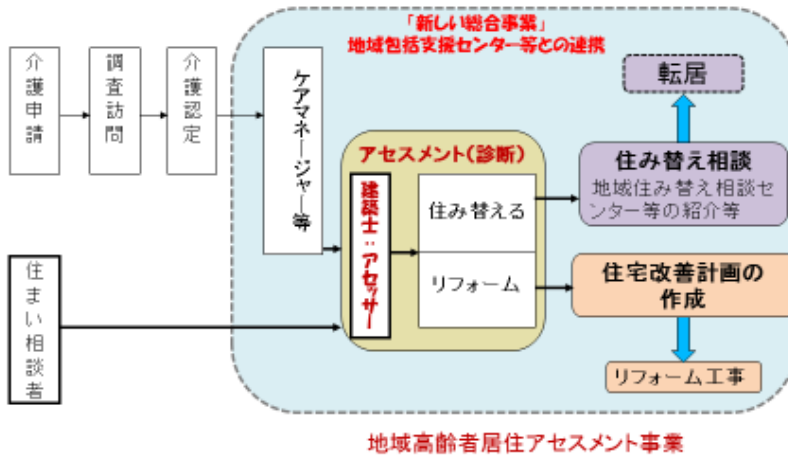 「新しい総合事業」
地域包括支援センター等との連携
介護申請
調査訪問
介護認定
ケアマネージャー等
転居
アセスメント(診断)
住み替え相談
地域住み替え相談セ
ンター等の紹介等
建築士：アセッサー
住み替える
リフォーム
住宅改善計画の
作成
住まい相談者
リフォーム工事
地域高齢者居住アセスメント事業